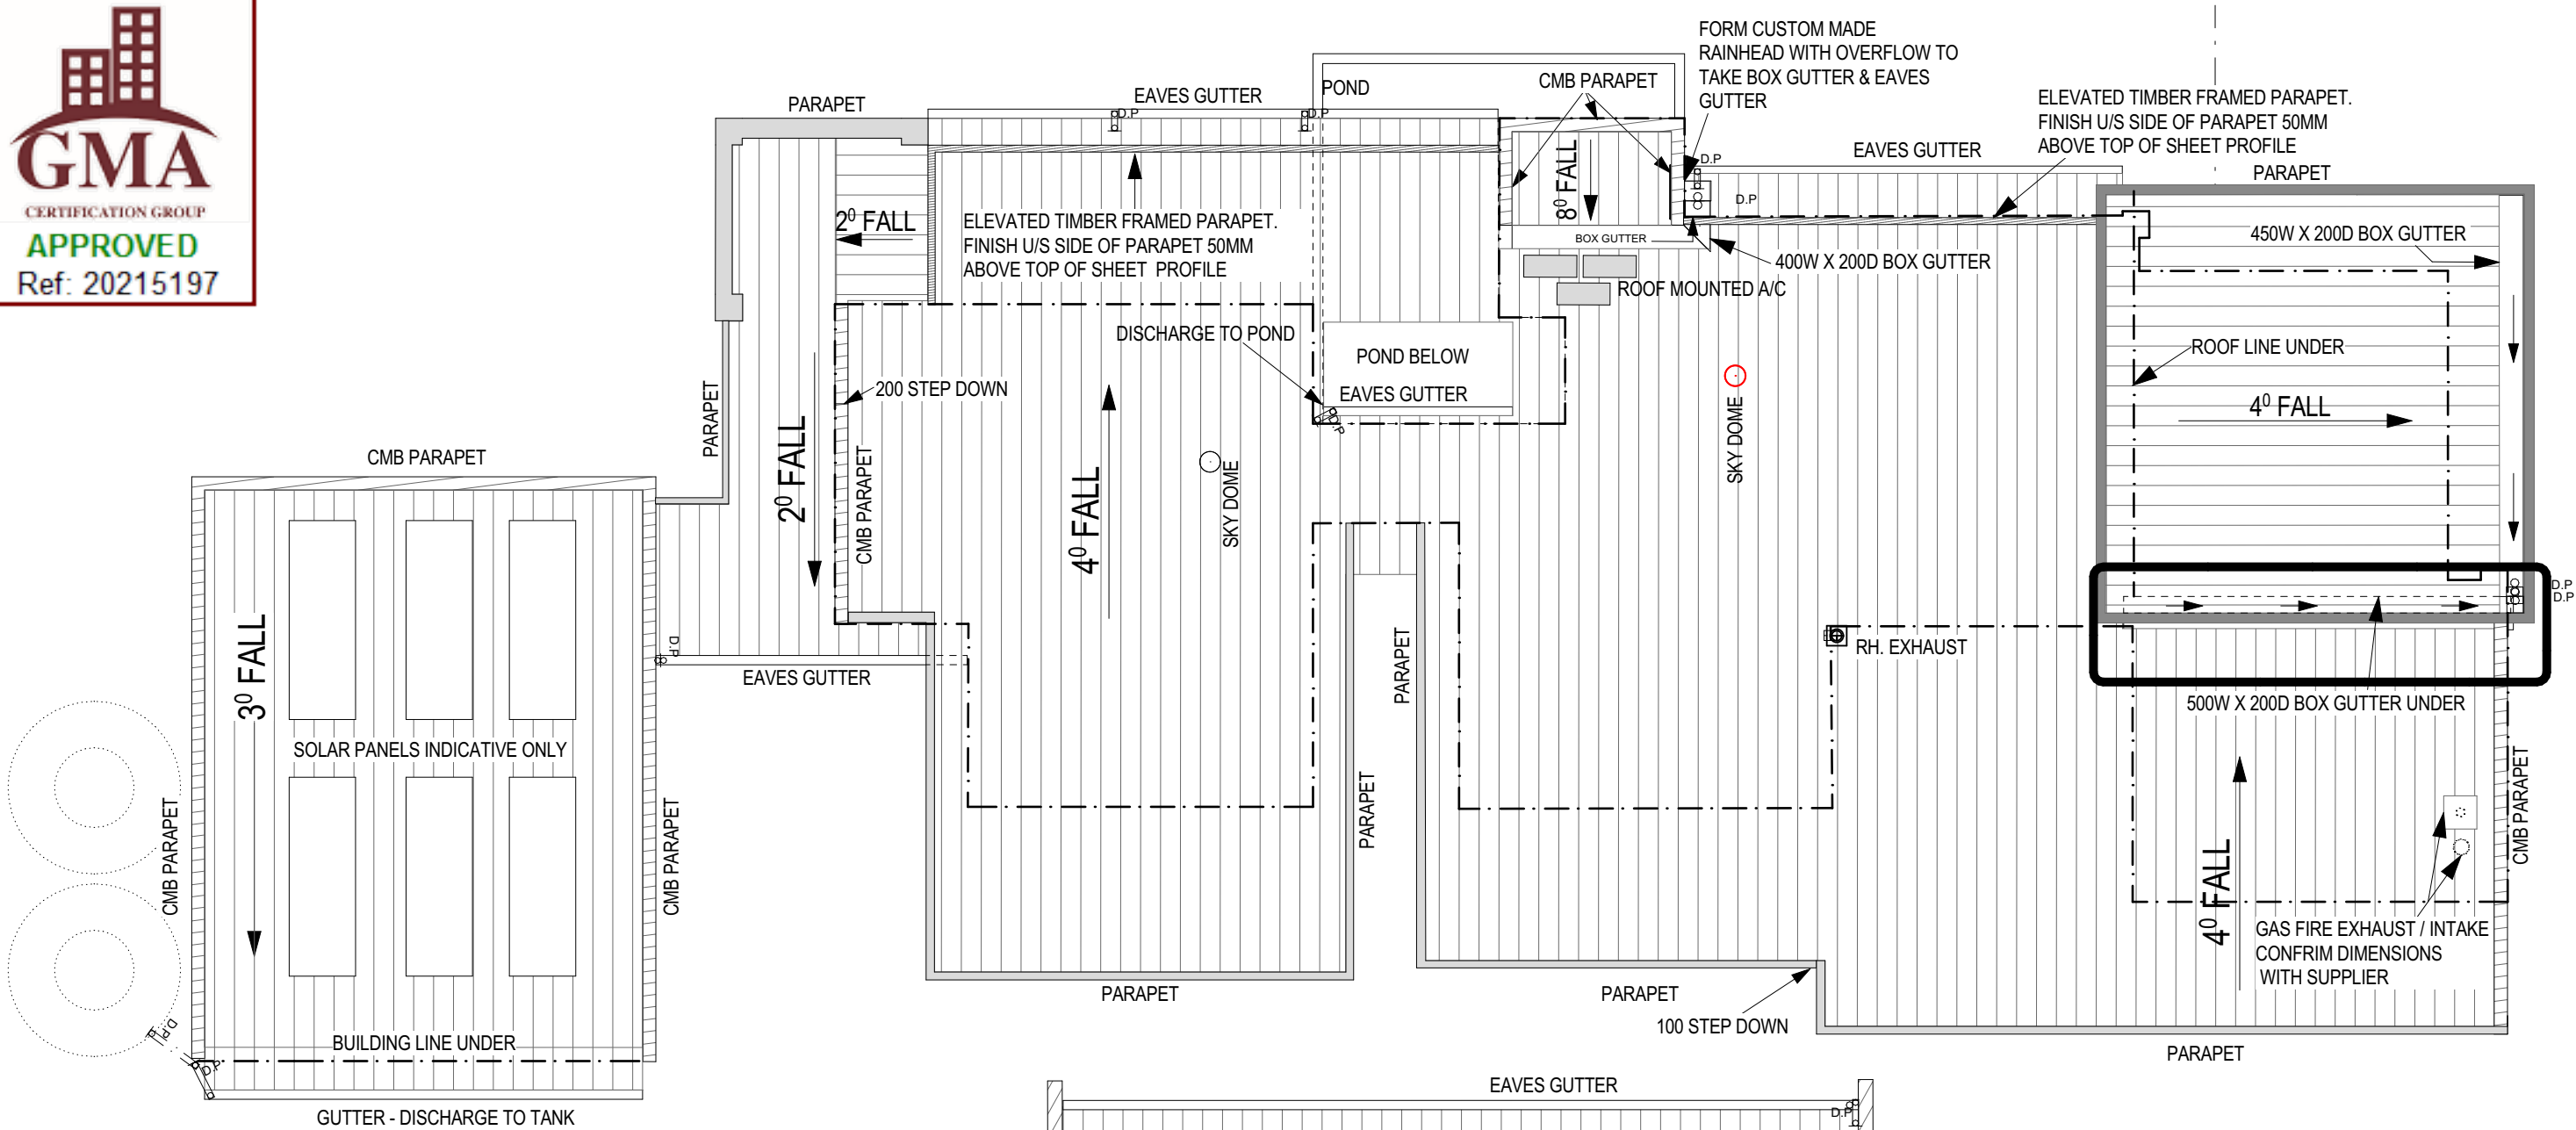 GMA
CERTIFICATION GROUP
APPROVED
Ref: 20215197
FORM CUSTOM MADE
RAINHEAD WITH OVERFLOW TO
TAKE BOX GUTTER & EAVES
GUTTER
CMB PARAPET
POND
EAVES GUTTER
PARAPET
D.P
D.P
ELEVATED TIMBER FRAMED PARAPET.
FINISH U/S SIDE OF PARAPET 50MM
ABOVE TOP OF SHEET PROFILE
EAVES GUTTER
PARAPET
D.P
D.P
8⁰ FALL
2⁰ FALL
ELEVATED TIMBER FRAMED PARAPET.
FINISH U/S SIDE OF PARAPET 50MM
ABOVE TOP OF SHEET PROFILE
BOX GUTTER
450W X 200D BOX GUTTER
400W X 200D BOX GUTTER
ROOF MOUNTED A/C
DISCHARGE TO POND
POND BELOW
EAVES GUTTER
D.P
ROOF LINE UNDER
200 STEP DOWN
PARAPET
2⁰ FALL
CMB PARAPET
4⁰ FALL
SKY DOME
SKY DOME
4⁰ FALL
CMB PARAPET
D.P
D.P
3⁰ FALL
D.P
EAVES GUTTER
PARAPET
RH. EXHAUST
500W X 200D BOX GUTTER UNDER
SOLAR PANELS INDICATIVE ONLY
CMB PARAPET
CMB PARAPET
PARAPET
CMB PARAPET
4⁰ FALL
GAS FIRE EXHAUST / INTAKE
CONFRIM DIMENSIONS
WITH SUPPLIER
PARAPET
PARAPET
100 STEP DOWN
D.P
D.P
BUILDING LINE UNDER
PARAPET
EAVES GUTTER
D.P
GUTTER - DISCHARGE TO TANK